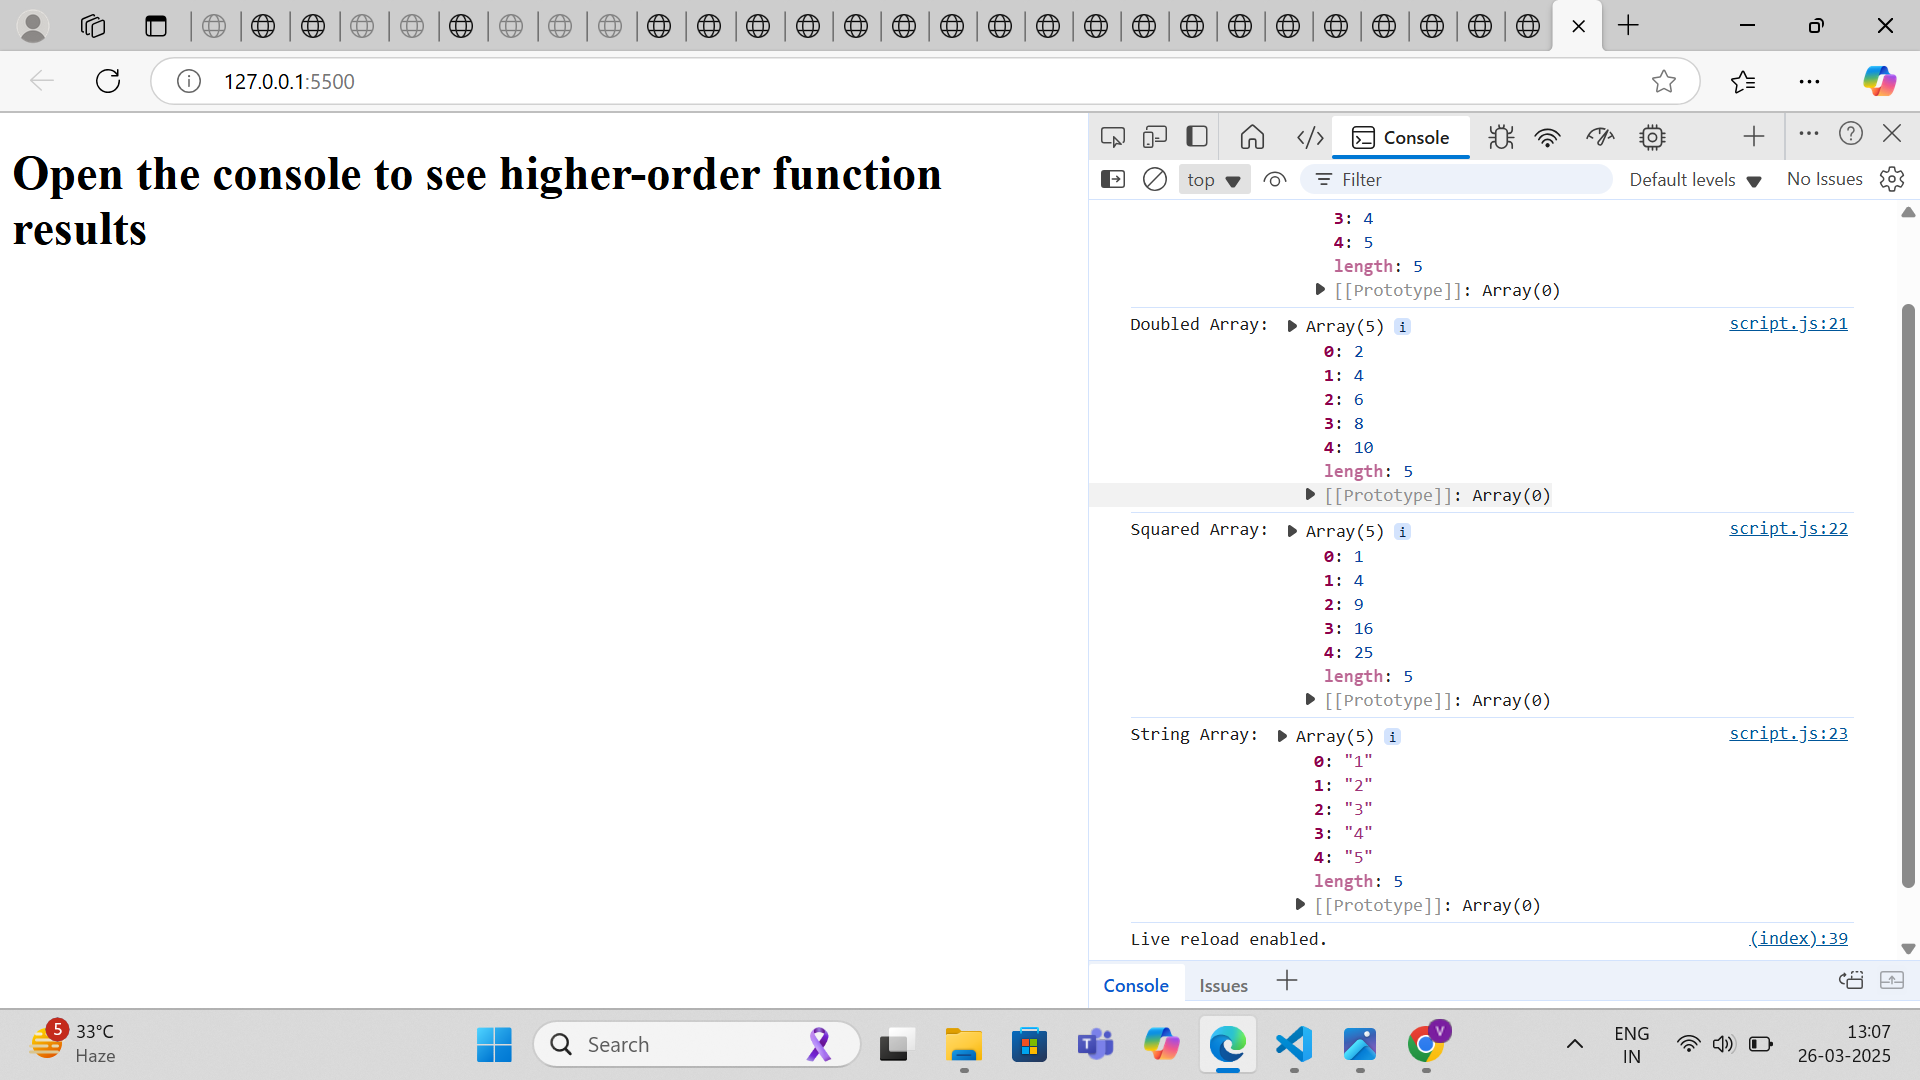 127.0.0.1:5500
Open the console to see higher-order function
results
Console
top
Filter
Default levels
No Issues
3: 4
4: 5
length: 5
[[Prototype]]: Array(0)
Doubled Array: Array(5) i
script.js:21
0: 2
1: 4
2: 6
3: 8
4: 10
length: 5
[[Prototype]]: Array(0)
Squared Array: Array(5) i
script.js:22
0: 1
1: 4
2: 9
3: 16
4: 25
length: 5
[[Prototype]]: Array(0)
String Array: Array(5) i
script.js:23
0: "1"
1: "2"
2: "3"
3: "4"
4: "5"
length: 5
[[Prototype]]: Array(0)
Live reload enabled.
(index):39
Console
Issues
5
33°C
Haze
Search
V
ENG
IN
13:07
26-03-2025